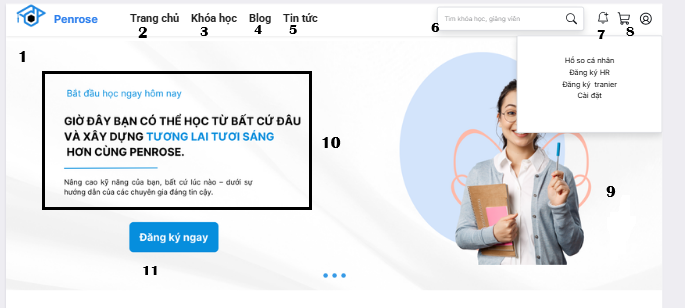 Penrose
Trang chủ Khóa học Blog Tin tức
Tìm khóa học, giảng viên
2 3 4 5 6 7 8
1
Hồ so cá nhân
Đăng ký HR
Đăng ký tranier
Cài đặt
Bắt đầu học ngay hôm nay
GIỜ ĐÂY BẠN CÓ THỂ HỌC TỪ BẤT CỨ ĐÂU
VÀ XÂY DỰNG TƯƠNG LAI TƯƠI SÁNG
HƠN CÙNG PENROSE.
10
Nâng cao kỹ năng của bạn, bất cứ lúc nào – dưới sự
hướng dẫn của các chuyên gia đáng tin cậy.
9
Đăng ký ngay
11